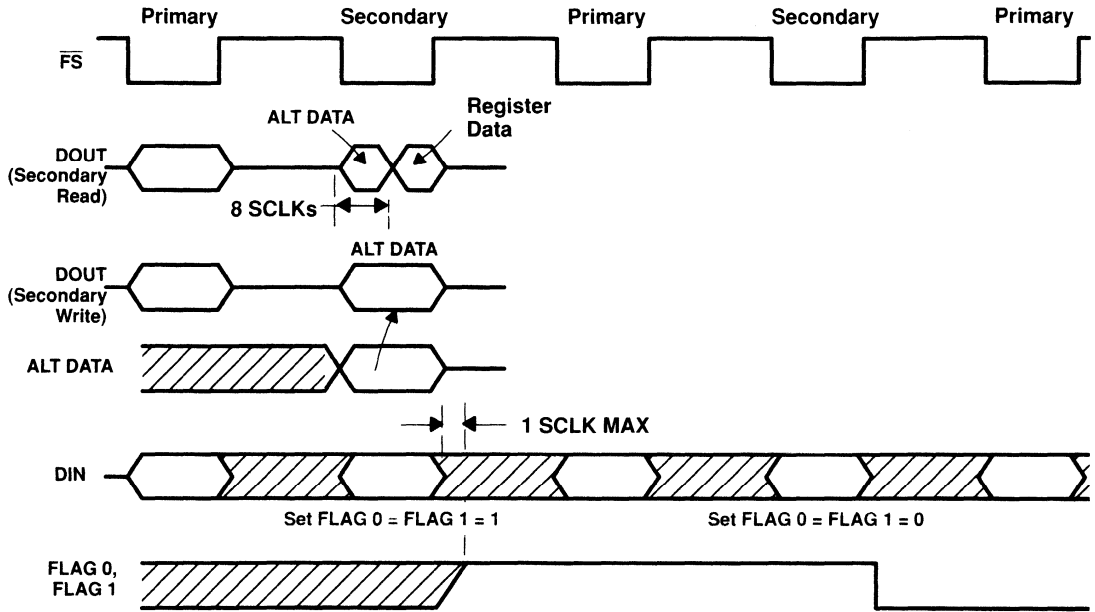 Primary Secondary Primary Secondary Primary
FS
ALT DATA
Register
Data
DOUT
(Secondary
Read)
8 SCLKs
ALT DATA
DOUT
(Secondary
Write)
ALT DATA
1 SCLK MAX
DIN
Set FLAG 0 = FLAG 1 = 1
Set FLAG 0 = FLAG 1 = 0
FLAG 0,
FLAG 1